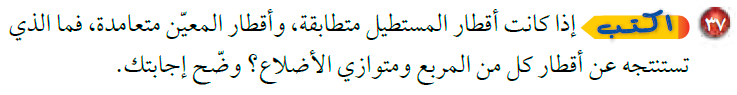 ٣٧ اكتب إذا كانت أقطار المستطيل متطابقة، وأقطار المعيّن متعامدة، فما الذي
تستنتجه عن أقطار كل من المربع ومتوازي الأضلاع؟ وضّح إجابتك.